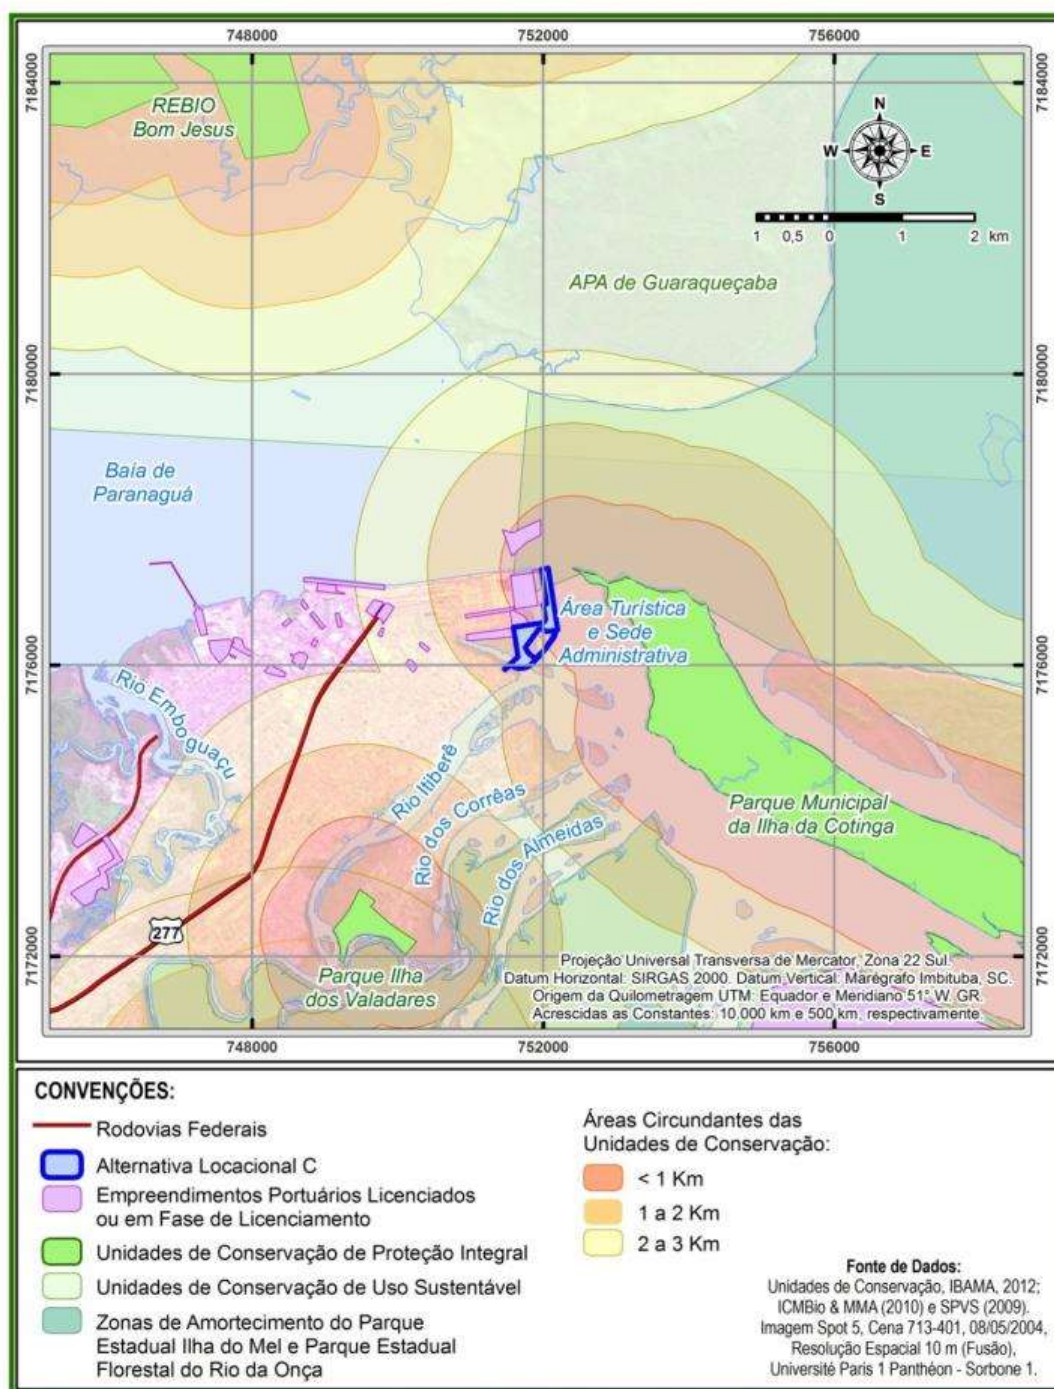 748000
752000
756000
7184000
7184000
REBIO
Bom Jesus
N
W
E
S
1 0,5 0 1 2 km
APA de Guaraqueçaba
7180000
7180000
Baía de
Paranaguá
Área Turística
e Sede
Administrativa
7176000
7176000
Rio Emboguaçu
Rio Itiberê
Rio dos Corrêas
Rio dos Almeidas
Parque Municipal
da Ilha da Cotinga
277
7172000
7172000
Parque Ilha
dos Valadares
Projeção Universal Transversa de Mercator, Zona 22 Sul.
Datum Horizontal: SIRGAS 2000. Datum Vertical: Marégrafo Imbituba, SC.
Origem da Quilometragem UTM: Equador e Meridiano 51° W. GR.
Acrescidas as Constantes: 10.000 km e 500 km, respectivamente.
748000
752000
756000
CONVENÇÕES:
Rodovias Federais
Alternativa Locacional C
Empreendimentos Portuários Licenciados
ou em Fase de Licenciamento
Unidades de Conservação de Proteção Integral
Unidades de Conservação de Uso Sustentável
Zonas de Amortecimento do Parque
Estadual Ilha do Mel e Parque Estadual
Florestal do Rio da Onça
Áreas Circundantes das
Unidades de Conservação:
< 1 Km
1 a 2 Km
2 a 3 Km
Fonte de Dados:
Unidades de Conservação, IBAMA, 2012;
ICMBio & MMA (2010) e SPVS (2009).
Imagem Spot 5, Cena 713-401, 08/05/2004,
Resolução Espacial 10 m (Fusão),
Université Paris 1 Panthéon - Sorbone 1.